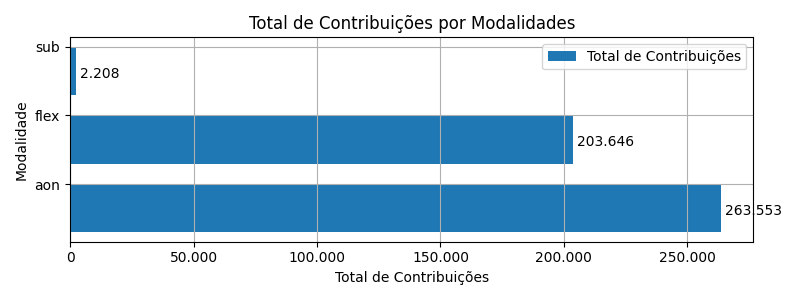 Total de Contribuições por Modalidades
Total de Contribuições
sub
2.208
flex
203.646
Modalidade
aon
263.553
0 50.000 100.000 150.000 200.000 250.000
Total de Contribuições